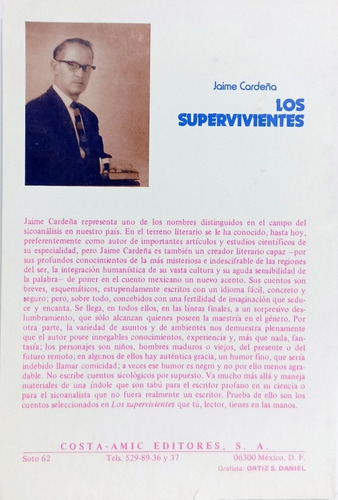 Jaime Cardeña
LOS
SUPERVIVIENTES
Jaime Cardeña representa uno de los nombres distinguidos en el campo del
sicoanálisis en nuestro país. En el terreno literario se le ha conocido, hasta hoy,
preferentemente como autor de importantes artículos y estudios científicos de
su especialidad, pero Jaime Cardeña es también un creador literario capaz —por
sus profundos conocimientos de la más misteriosa e indescifrable de las regiones
del ser, la integración humanística de su vasta cultura y su aguda sensibilidad de
la palabra— de poner en el cuento mexicano un nuevo acento. Sus cuentos son
breves, esquemáticos, estupendamente escritos con un idioma fácil, concreto y
seguro; pero, sobre todo, concebidos con una fertilidad de imaginación que sedu-
ce y encanta. Se llega, en todos ellos, en las líneas finales, a un sorpresivo des-
lumbramiento, que sólo alcanzan quienes poseen la maestría en el género. Por
otra parte, la variedad de asuntos y de ambientes nos demuestra plenamente
que el autor posee innegables conocimientos, experiencia y, más que nada, fan-
tasía; los personajes son niños, hombres maduros o viejos, del presente o del
futuro remoto; en algunos de ellos hay auténtica gracia, un humor fino, que sería
indebido llamar comicidad; a veces ese humor es negro y no por ello menos agra-
dable. No escribe cuentos sicológicos por supuesto. Va mucho más allá y maneja
materiales de una índole que son tabú para el escritor profano en su ciencia o
para el sicoanalista que no fuera realmente un escritor. Prueba de ello son los
cuentos seleccionados en Los supervivientes que tú, lector, tienes en las manos.
COSTA-AMIC EDITORES, S. A.
Soto 62 Tels. 529-89-36 y 37 06300 México, D. F.
Grafista: ORTIZ S. DANIEL